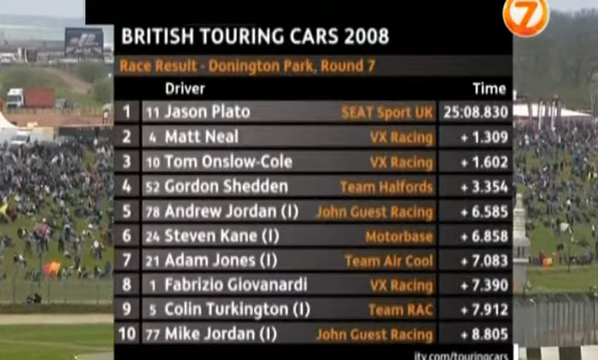 7
BRITISH TOURING CARS 2008
Race Result - Donington Park, Round 7
Driver Time
1 11 Jason Plato SEAT Sport UK 25:08.830
2 4 Matt Neal VX Racing + 1.309
3 10 Tom Onslow-Cole VX Racing + 1.602
4 52 Gordon Shedden Team Halfords + 3.354
5 78 Andrew Jordan (I) John Guest Racing + 6.585
6 24 Steven Kane (I) Motorbase + 6.858
7 21 Adam Jones (I) Team Air Cool + 7.083
8 1 Fabrizio Giovanardi VX Racing + 7.390
9 5 Colin Turkington (I) Team RAC + 7.912
10 77 Mike Jordan (I) John Guest Racing + 8.805
itv.com/touringcars